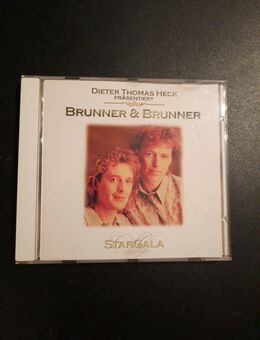 DIETER THOMAS HECK
PRÄSENTIERT
BRUNNER & BRUNNER
STARGALA